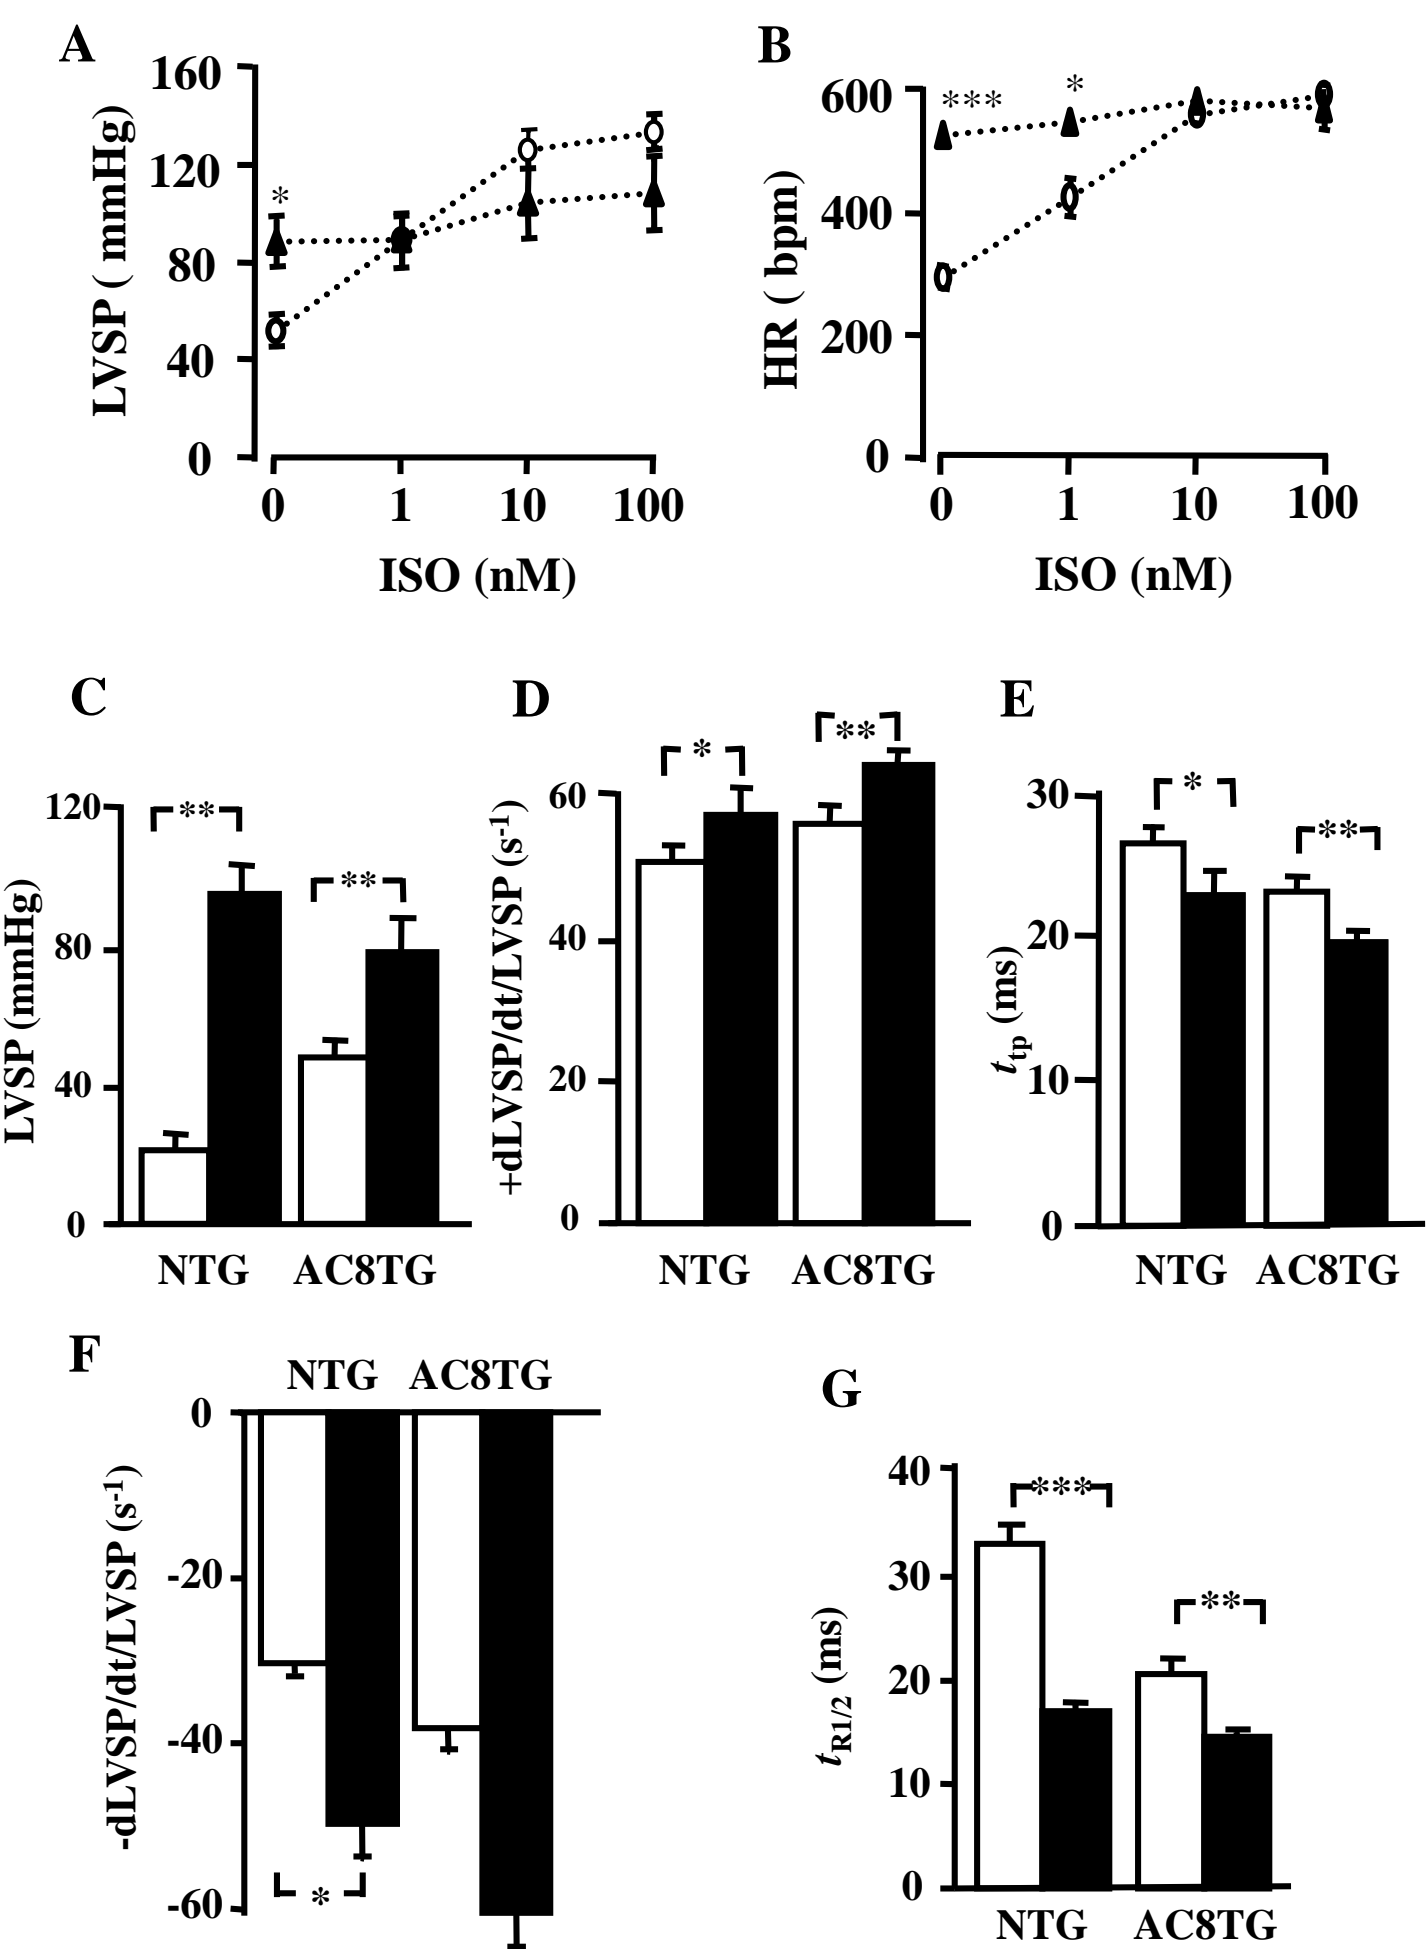 A
160
120
80
40
0
LVSP ( mmHg)
*
0 1 10 100
ISO (nM)
B
600
400
200
0
HR ( bpm)
***
*
0 1 10 100
ISO (nM)
C
120
80
40
0
LVSP (mmHg)
**
**
NTG AC8TG
D
60
40
20
0
+dLVSP/dt/LVSP (s-1)
*
**
NTG AC8TG
E
30
20
10
0
ttp (ms)
*
**
NTG AC8TG
F
NTG AC8TG
0
-20
-40
-60
-dLVSP/dt/LVSP (s-1)
*
G
40
30
20
10
0
tR1/2 (ms)
***
**
NTG AC8TG